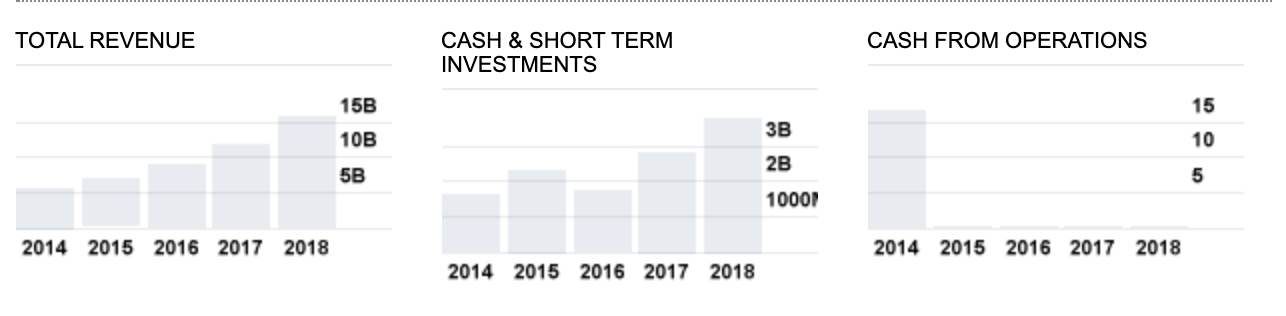 TOTAL REVENUE
15B
10B
5B
2014 2015 2016 2017 2018
CASH & SHORT TERM
INVESTMENTS
3B
2B
2014 2015 2016 2017 2018
CASH FROM OPERATIONS
15
10
5
2014 2015 2016 2017 2018